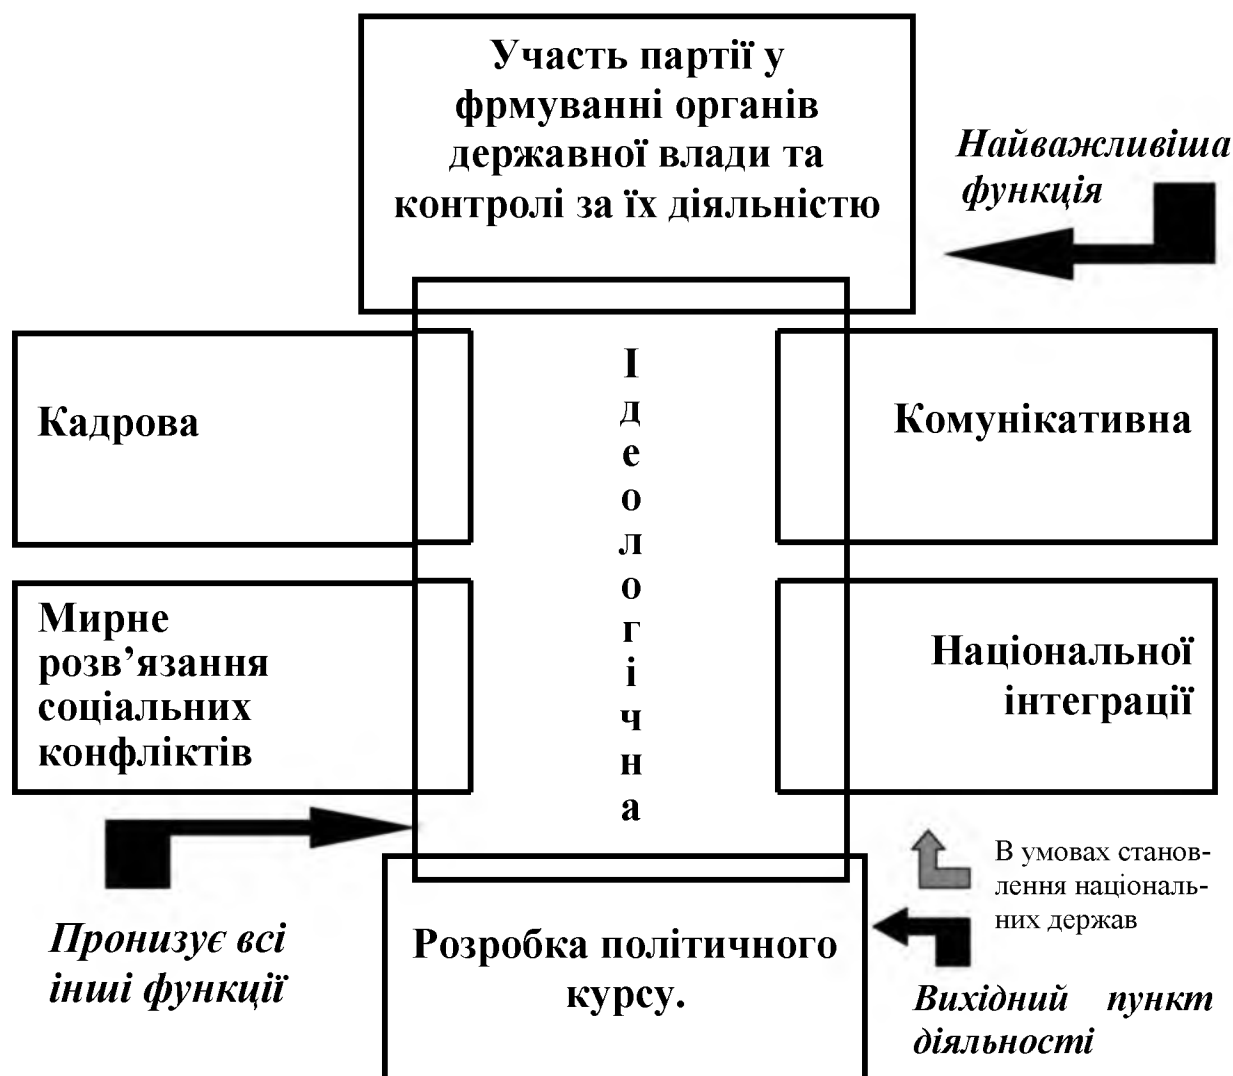 Участь партії у
фрмуванні органів
державної влади та
контролі за їх діяльністю
Найважливіша
функція
Кадрова
І
д
е
о
л
о
г
і
ч
н
а
Комунікативна
Мирне
розв’язання
соціальних
конфліктів
Національної
інтеграції
В умовах станов-
лення національ-
них держав
Пронизує всі
інші функції
Розробка політичного
курсу.
Вихідний пункт
діяльності